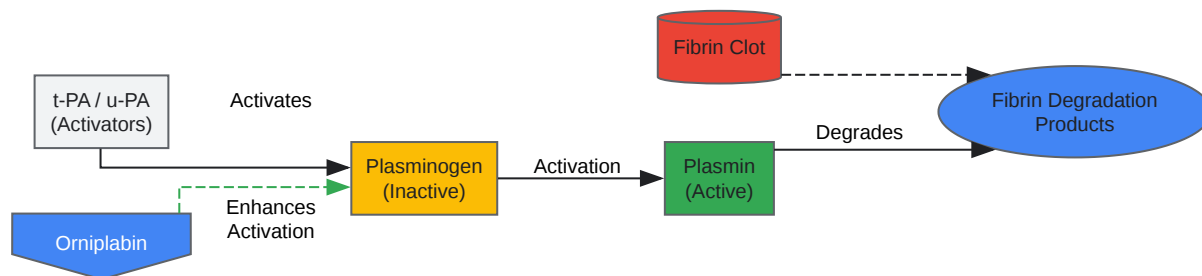 Fibrin Clot
t-PA / u-PA
(Activators)
Activates
Fibrin Degradation
Products
Degrades
Plasminogen
(Inactive)
Activation
Plasmin
(Active)
Enhances
Activation
Orniplabin